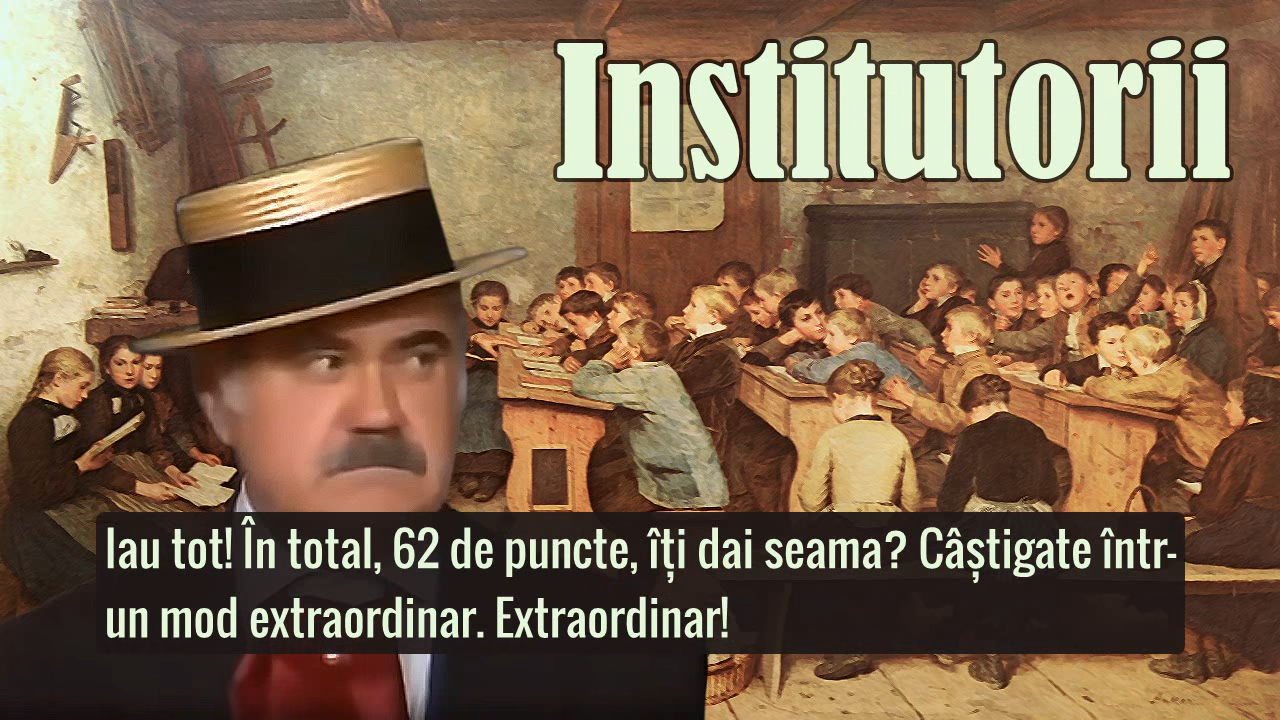 Institutorii
Iau tot! În total, 62 de puncte, îți dai seama? Câștigate într-
un mod extraordinar. Extraordinar!